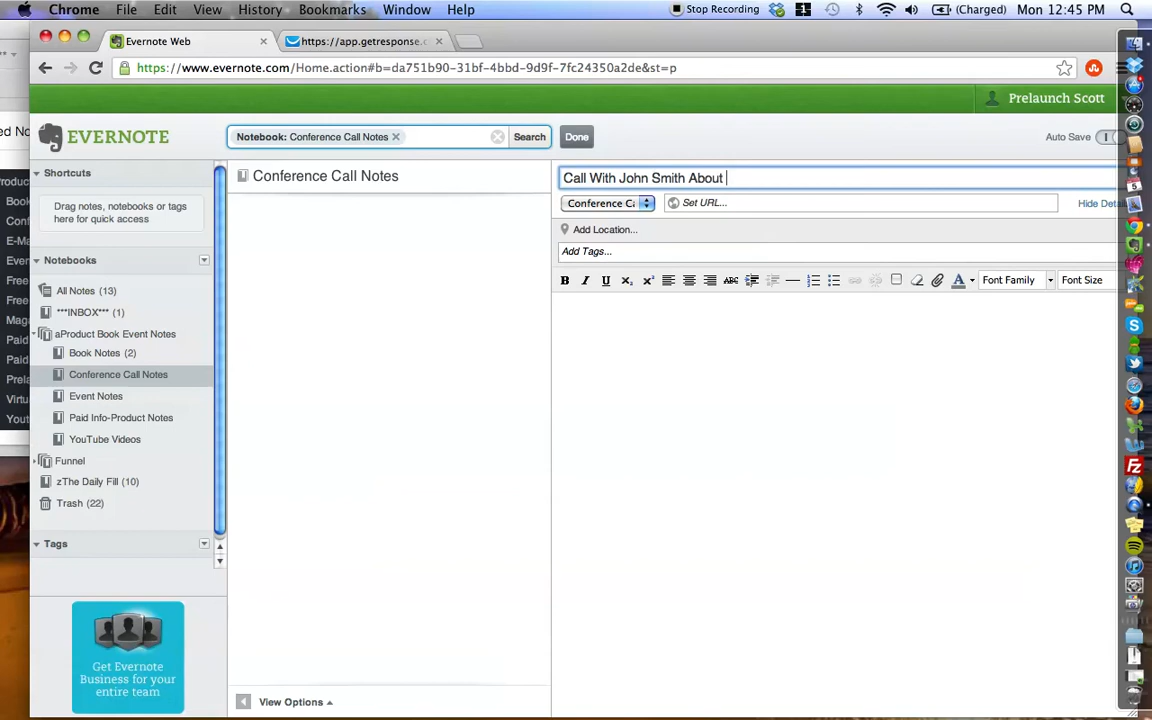 Chrome File Edit View History Bookmarks Window Help
Stop Recording 1 (Charged) Mon 12:45 PM
Evernote Web
https://app.getresponse.c
https://www.evernote.com/Home.action#b=da751b90-31bf-4bbd-9d9f-7fc24350a2de&st=p
Prelaunch Scott
EVERNOTE
Notebook: Conference Call Notes
Search
Done
Auto Save
Shortcuts
Drag notes, notebooks or tags
here for quick access
Notebooks
All Notes (13)
***INBOX*** (1)
aProduct Book Event Notes
Book Notes (2)
Conference Call Notes
Event Notes
Paid Info-Product Notes
YouTube Videos
Funnel
zThe Daily Fill (10)
Trash (22)
Tags
Get Evernote
Business for your
entire team
Conference Call Notes
View Options
Call With John Smith About
Conference Ca
Set URL...
Hide Detai
Add Location...
Add Tags...
B I U ABC A Font Family Font Size